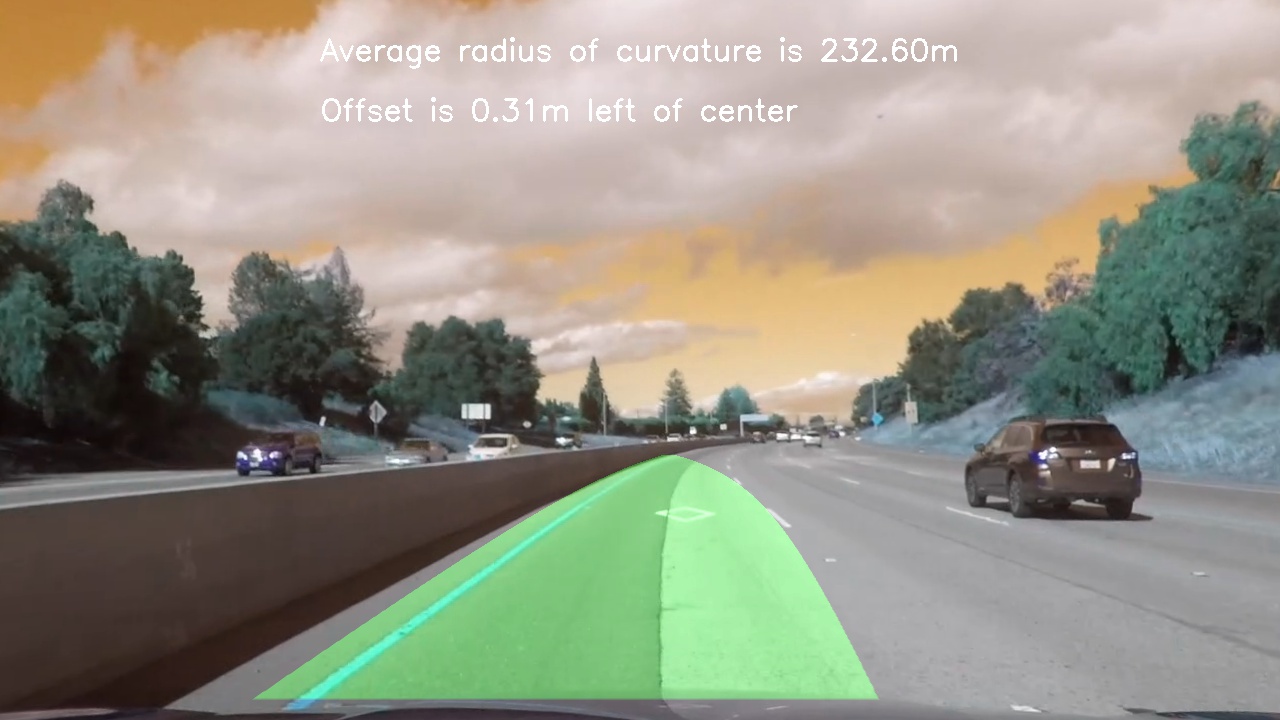 Average radius of curvature is 232.60m
Offset is 0.31m left of center